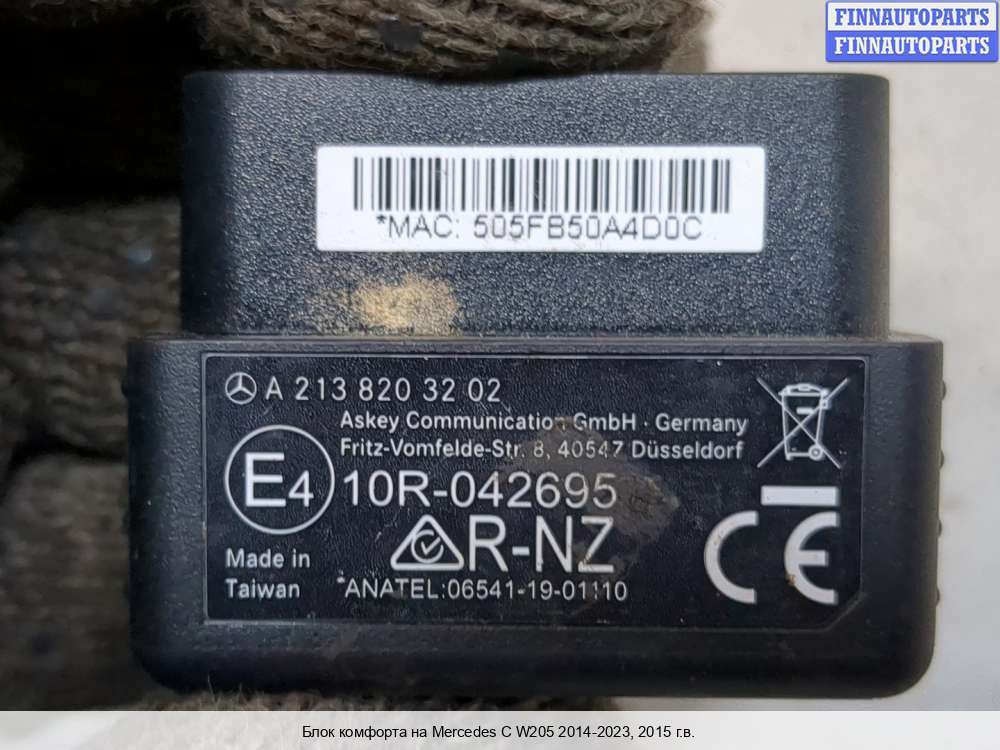 FINNAUTOPARTS
FINNAUTOPARTS
*MAC: 505FB50A4D0C
A 213 820 32 02
Askey Communication GmbH · Germany
Fritz-Vomfelde-Str. 8, 40547 Düsseldorf
E4
10R-042695
R-NZ
Made in
Taiwan
*ANATEL:06541-19-01110
CE
Блок комфорта на Mercedes C W205 2014-2023, 2015 г.в.